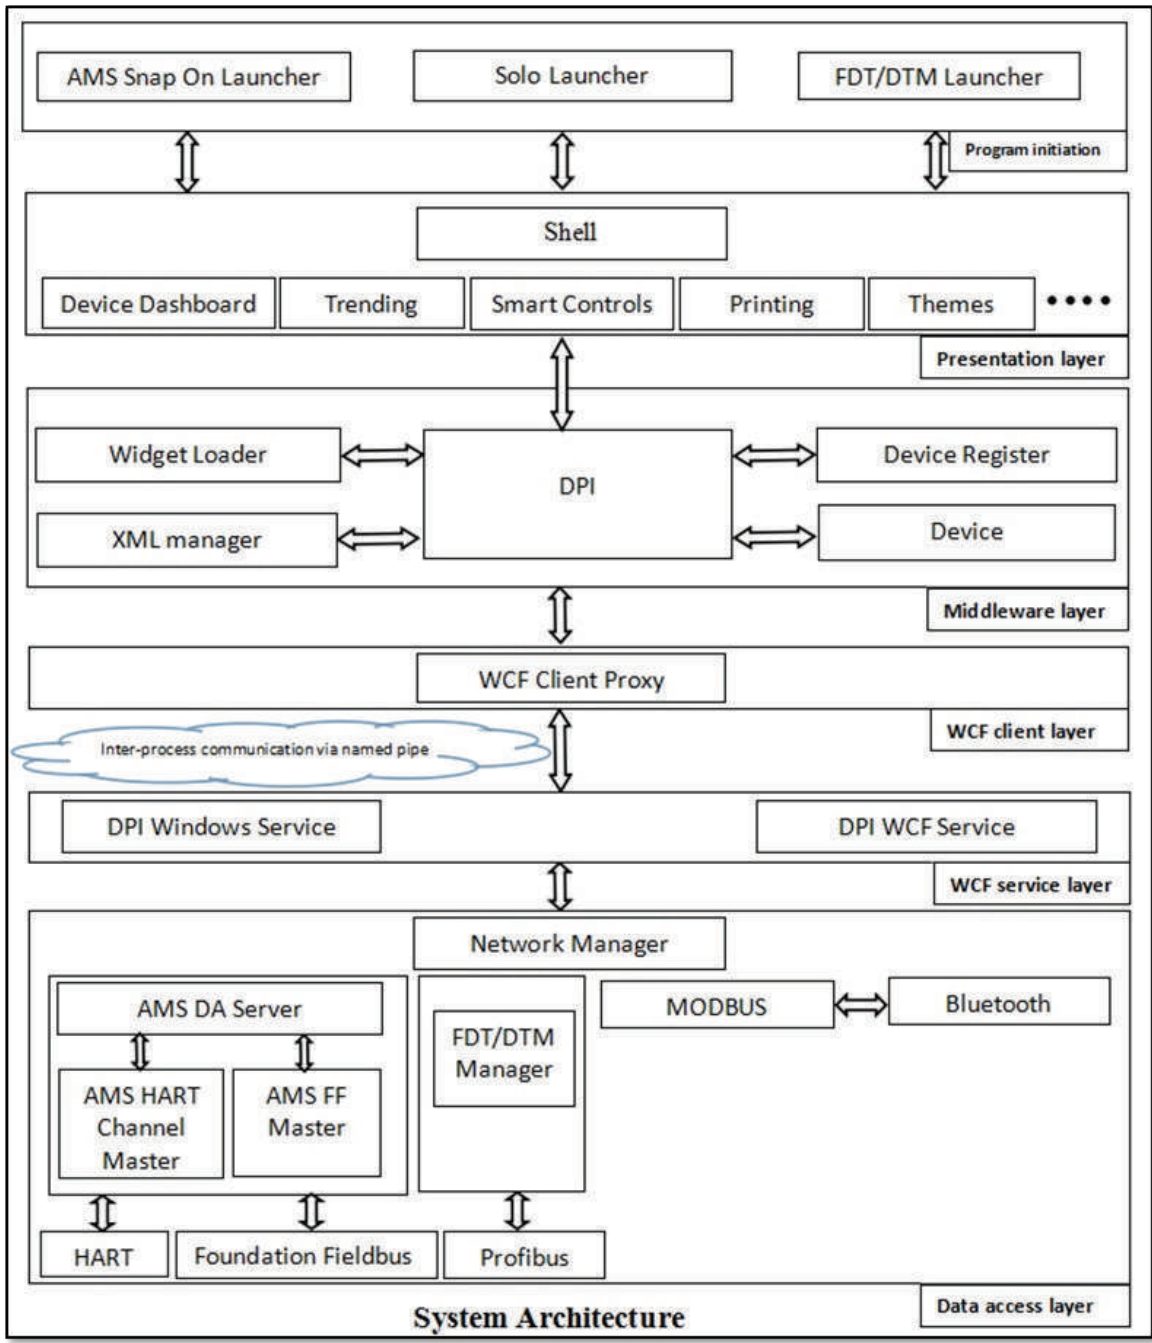 AMS Snap On Launcher
Solo Launcher
FDT/DTM Launcher
Program initiation
Shell
Device Dashboard
Trending
Smart Controls
Printing
Themes
Presentation layer
Widget Loader
DPI
Device Register
XML manager
Device
Middleware layer
WCF Client Proxy
WCF client layer
Inter-process communication via named pipe
DPI Windows Service
DPI WCF Service
WCF service layer
Network Manager
AMS DA Server
MODBUS
Bluetooth
FDT/DTM
Manager
AMS HART
Channel
Master
AMS FF
Master
HART
Foundation Fieldbus
Profibus
Data access layer
System Architecture